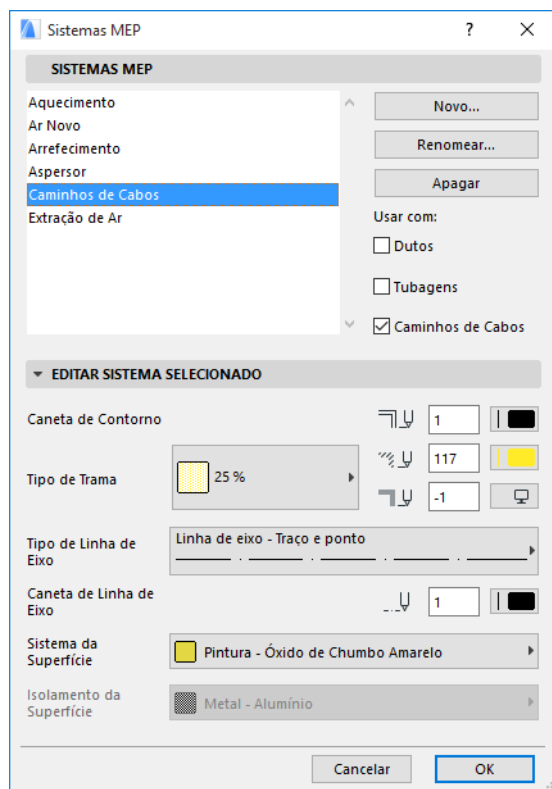 Sistemas MEP
SISTEMAS MEP
Aquecimento
Ar Novo
Arrefecimento
Aspersor
Caminhos de Cabos
Extração de Ar
Novo...
Renomear...
Apagar
Usar com:
Dutos
Tubagens
Caminhos de Cabos
EDITAR SISTEMA SELECIONADO
Caneta de Contorno
1
Tipo de Trama
25 %
117
-1
Tipo de Linha de
Eixo
Linha de eixo - Traço e ponto
Caneta de Linha de
Eixo
1
Sistema da
Superfície
Pintura - Óxido de Chumbo Amarelo
Isolamento da
Superfície
Metal - Alumínio
Cancelar
OK